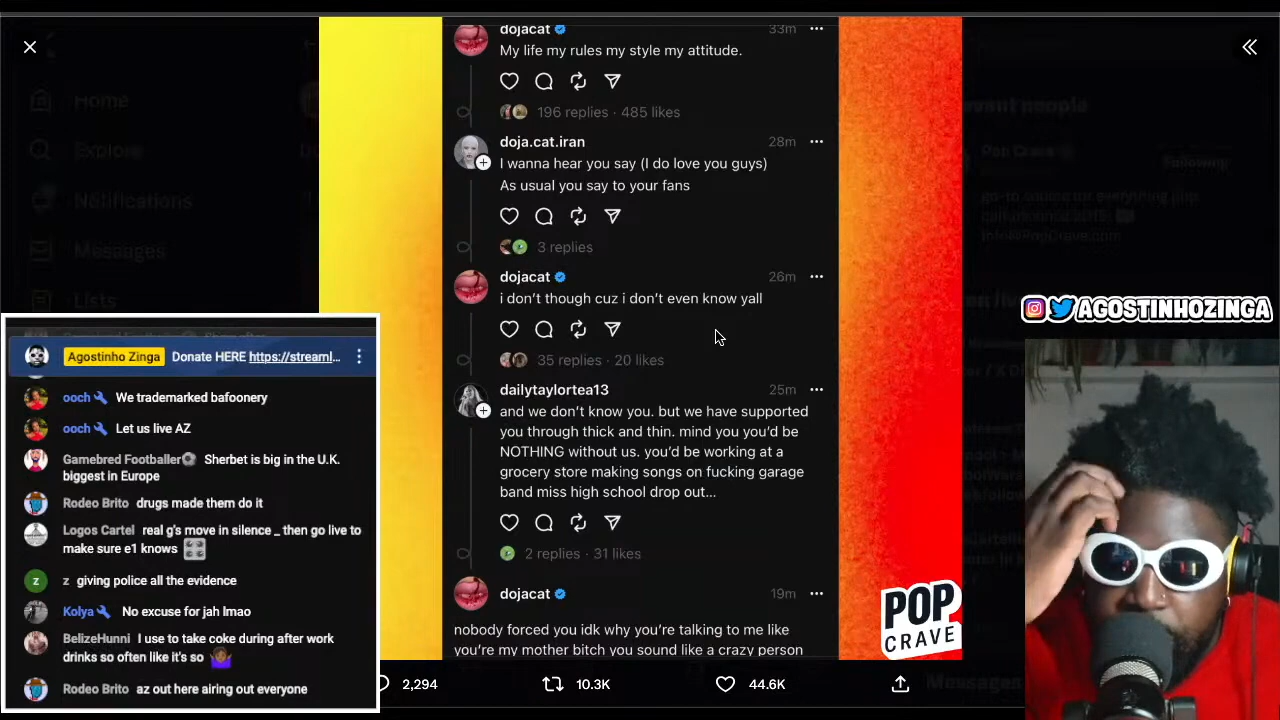 dojacat 33m
My life my rules my style my attitude.
196 replies · 485 likes
doja.cat.iran 28m
I wanna hear you say (I do love you guys)
As usual you say to your fans
3 replies
dojacat 26m
i don't though cuz i don't even know yall
35 replies · 20 likes
dailytaylortea13 25m
and we don't know you. but we have supported
you through thick and thin. mind you you'd be
NOTHING without us. you'd be working at a
grocery store making songs on fucking garage
band miss high school drop out...
2 replies · 31 likes
dojacat 19m
nobody forced you idk why you're talking to me like
you're my mother bitch you sound like a crazy person
POP
CRAVE
2,294 10.3K 44.6K
Home
Explore
Notifications
Messages
Lists
Pop Crave
Following
Messages
AGOSTINHOZINGA
Agostinho Zinga Donate HERE https://streaml...
ooch We trademarked bafoonery
ooch Let us live AZ
Gamebred Footballer Sherbet is big in the U.K.
biggest in Europe
Rodeo Brito drugs made them do it
Logos Cartel real g's move in silence _ then go live to
make sure e1 knows
z z giving police all the evidence
Kolya No excuse for jah lmao
BelizeHunni I use to take coke during after work
drinks so often like it's so
Rodeo Brito az out here airing out everyone